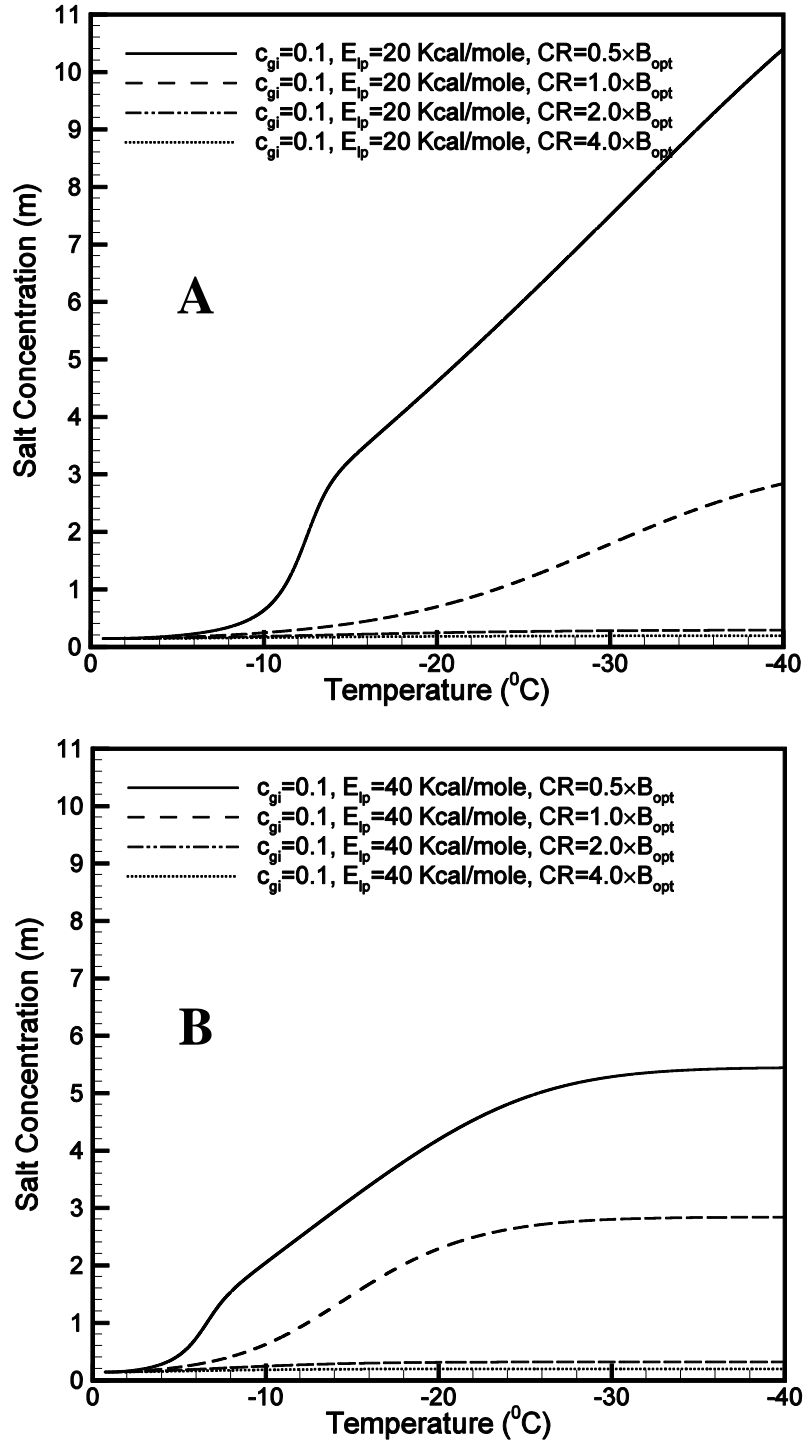 11
10
9
8
7
6
5
4
3
2
1
0
Salt Concentration (m)
c_gi=0.1, E_lp=20 Kcal/mole, CR=0.5×B_opt
c_gi=0.1, E_lp=20 Kcal/mole, CR=1.0×B_opt
c_gi=0.1, E_lp=20 Kcal/mole, CR=2.0×B_opt
c_gi=0.1, E_lp=20 Kcal/mole, CR=4.0×B_opt
A
0 -10 -20 -30 -40
Temperature (⁰C)
11
10
9
8
7
6
5
4
3
2
1
0
Salt Concentration (m)
c_gi=0.1, E_lp=40 Kcal/mole, CR=0.5×B_opt
c_gi=0.1, E_lp=40 Kcal/mole, CR=1.0×B_opt
c_gi=0.1, E_lp=40 Kcal/mole, CR=2.0×B_opt
c_gi=0.1, E_lp=40 Kcal/mole, CR=4.0×B_opt
B
0 -10 -20 -30 -40
Temperature (⁰C)